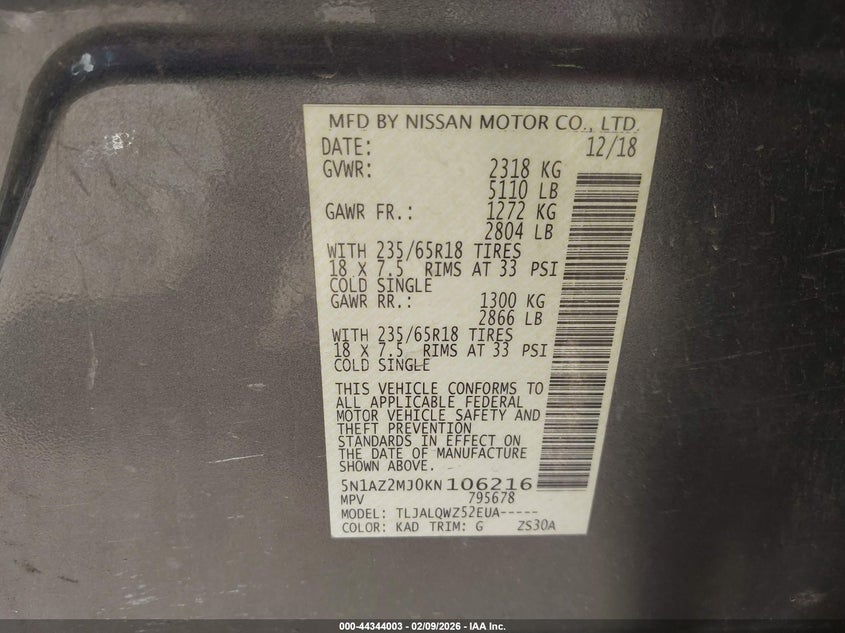 MFD BY NISSAN MOTOR CO., LTD.
DATE: 12/18
GVWR: 2318 KG
5110 LB
GAWR FR.: 1272 KG
2804 LB
WITH 235/65R18 TIRES
18 X 7.5 RIMS AT 33 PSI
COLD SINGLE
GAWR RR.: 1300 KG
2866 LB
WITH 235/65R18 TIRES
18 X 7.5 RIMS AT 33 PSI
COLD SINGLE
THIS VEHICLE CONFORMS TO
ALL APPLICABLE FEDERAL
MOTOR VEHICLE SAFETY AND
THEFT PREVENTION
STANDARDS IN EFFECT ON
THE DATE OF MANUFACTURE
SHOWN ABOVE.
5N1AZ2MJ0KN106216
MPV 795678
MODEL: TLJALQWZ52EUA-----
COLOR: KAD TRIM: G ZS30A
000-44344003 - 02/09/2026 - IAA Inc.